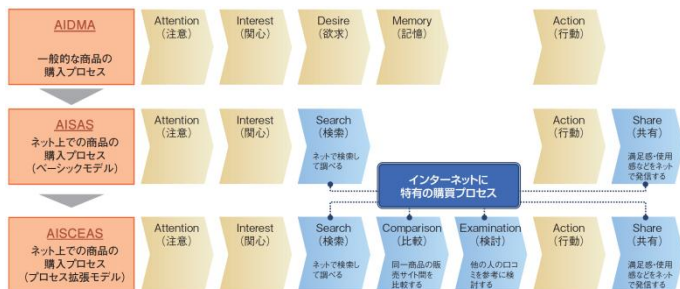 AIDMA
一般的な商品の
購入プロセス
Attention
(注意)
Interest
(関心)
Desire
(欲求)
Memory
(記憶)
Action
(行動)
AISAS
ネット上での商品の
購入プロセス
(ベーシックモデル)
Attention
(注意)
Interest
(関心)
Search
(検索)
ネットで検索し
て調べる
Action
(行動)
Share
(共有)
満足感・使用
感などをネット
で発信する
インターネットに
特有の購買プロセス
AISCEAS
ネット上での商品の
購入プロセス
(プロセス拡張モデル)
Attention
(注意)
Interest
(関心)
Search
(検索)
ネットで検索し
て調べる
Comparison
(比較)
同一商品の販
売サイト間を
比較する
Examination
(検討)
他の人の口コ
ミを参考に検
討する
Action
(行動)
Share
(共有)
満足感・使用
感などをネット
で発信する